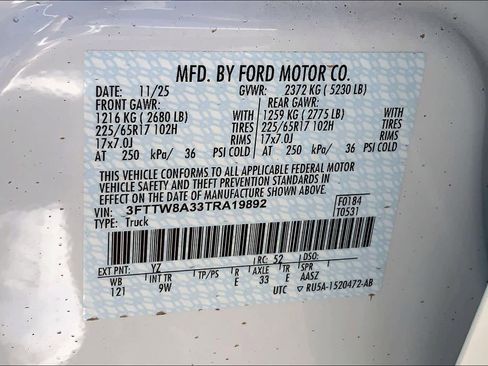 MFD. BY FORD MOTOR CO.
DATE: 11/25 GVWR: 2372 KG ( 5230 LB)
FRONT GAWR: REAR GAWR:
1216 KG ( 2680 LB) WITH 1259 KG ( 2775 LB) WITH
225/65R17 102H TIRES 225/65R17 102H TIRES
17x7.0J RIMS 17x7.0J RIMS
AT 250 kPa/ 36 PSI COLD AT 250 kPa/ 36 PSI COLD
THIS VEHICLE CONFORMS TO ALL APPLICABLE FEDERAL MOTOR
VEHICLE SAFETY, BUMPER, AND THEFT PREVENTION STANDARDS IN
EFFECT ON THE DATE OF MANUFACTURE SHOWN ABOVE.
VIN: 3FTTW8A33TRA19892 F0184
TYPE: Truck T0531
EXT PNT: YZ RC: 52 DSO:
WB INT TR TP/PS R AXLE TR SPR
121 9W E 33 E AASZ
UTC ▽ RU5A-1520472-AB